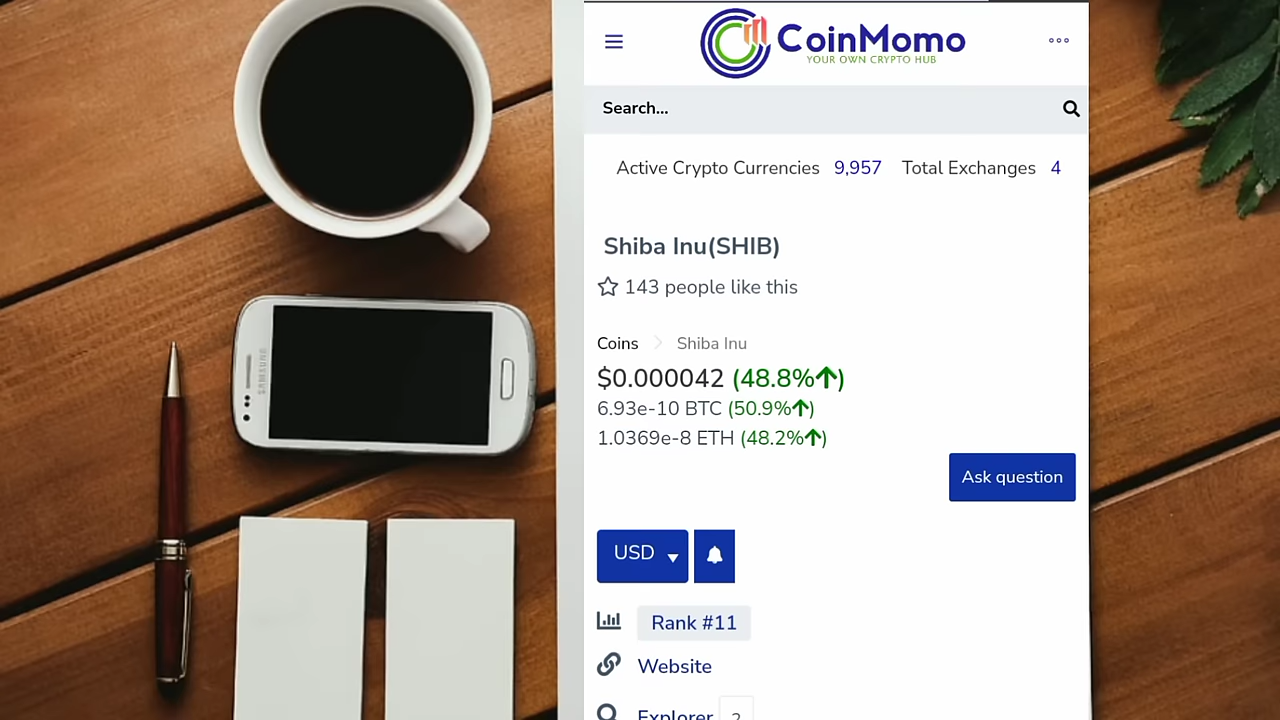 CoinMomo
YOUR OWN CRYPTO HUB
Search...
Active Crypto Currencies 9,957 Total Exchanges 4
Shiba Inu(SHIB)
143 people like this
Coins Shiba Inu
$0.000042 (48.8%↑)
6.93e-10 BTC (50.9%↑)
1.0369e-8 ETH (48.2%↑)
Ask question
USD
Rank #11
Website
Explorer 2
SAMSUNG